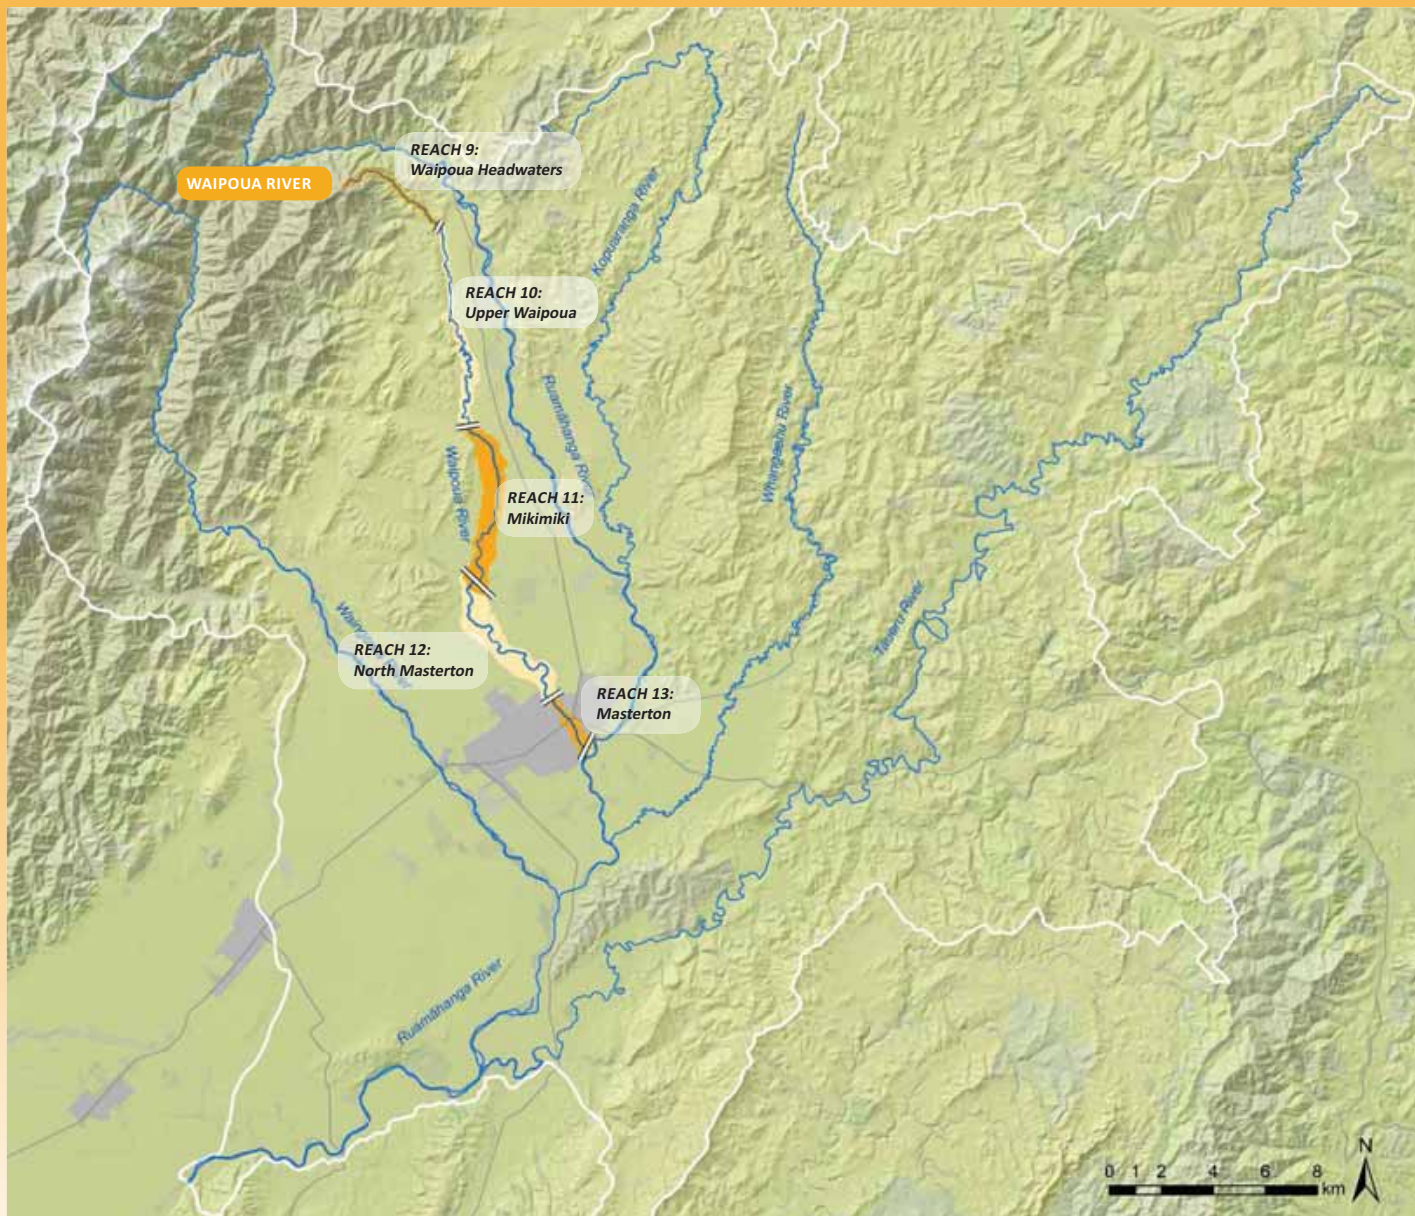 REACH 9:
Waipoua Headwaters
WAIPOUA RIVER
Kopuaranga River
REACH 10:
Upper Waipoua
Ruamāhanga River
Whangaehu River
Waipoua River
REACH 11:
Mikimiki
Taueru River
REACH 12:
North Masterton
REACH 13:
Masterton
Ruamāhanga River
N
0 1 2 4 6 8
km